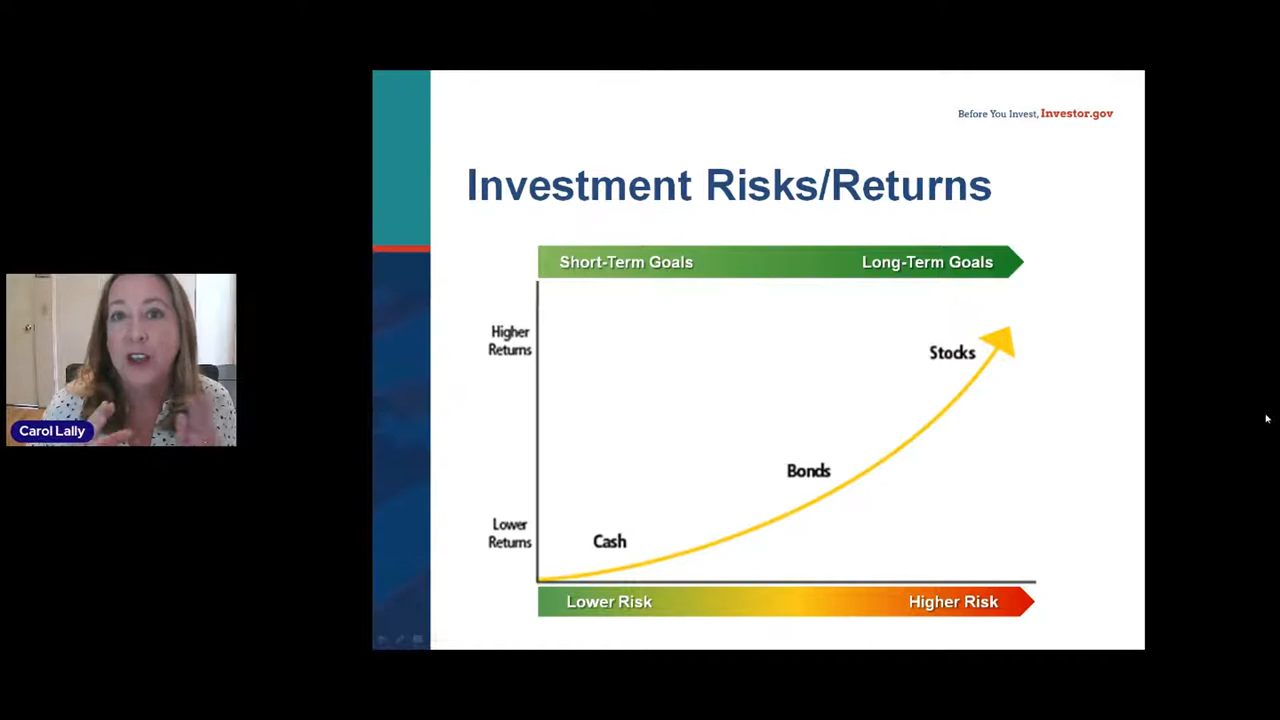 Before You Invest, Investor.gov
Investment Risks/Returns
Short-Term Goals
Long-Term Goals
Higher
Returns
Stocks
Bonds
Lower
Returns
Cash
Lower Risk
Higher Risk
Carol Lally